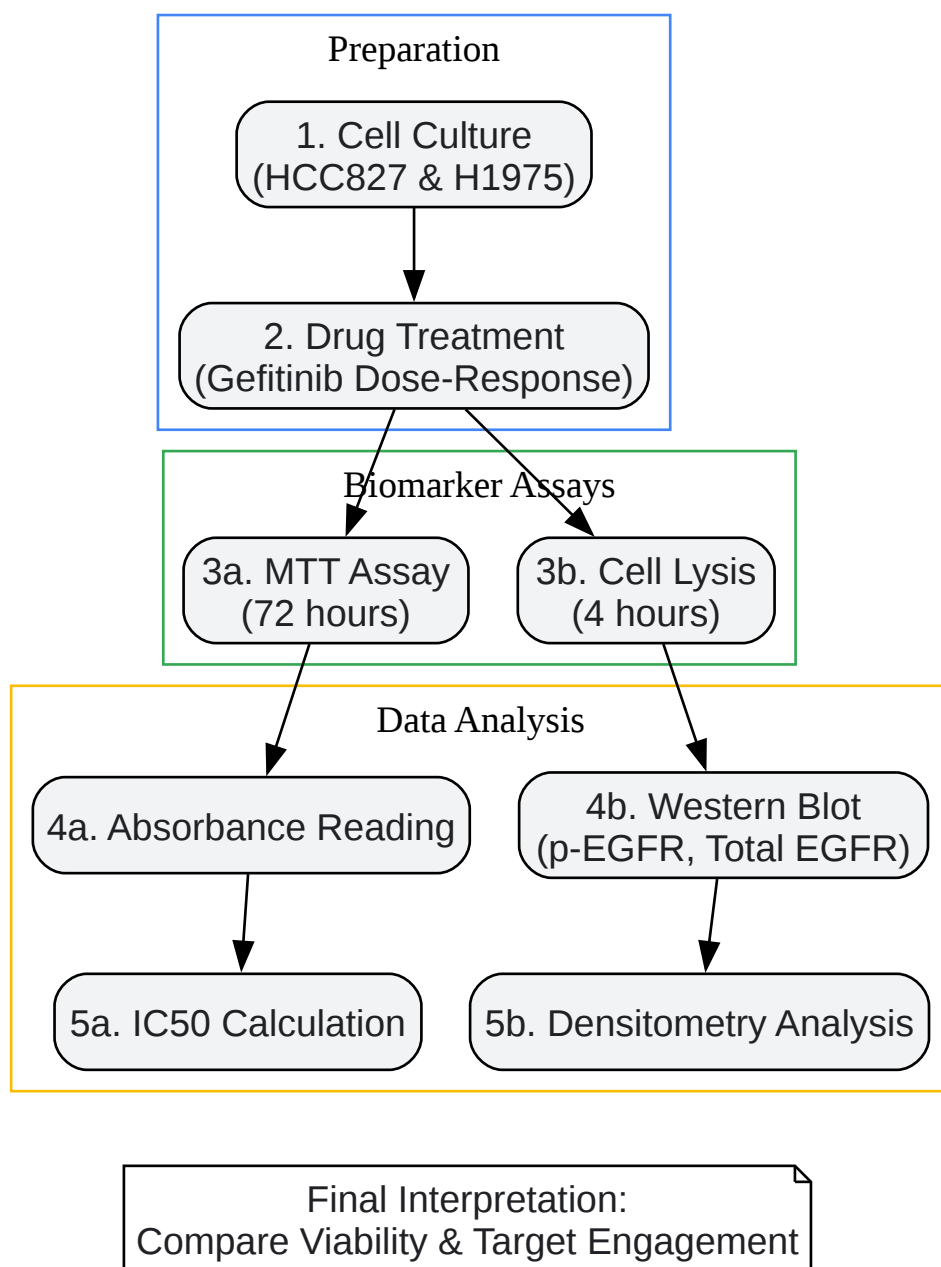 Preparation
1. Cell Culture
(HCC827 & H1975)
2. Drug Treatment
(Gefitinib Dose-Response)
Biomarker Assays
3a. MTT Assay
(72 hours)
3b. Cell Lysis
(4 hours)
Data Analysis
4a. Absorbance Reading
4b. Western Blot
(p-EGFR, Total EGFR)
5a. IC50 Calculation
5b. Densitometry Analysis
Final Interpretation:
Compare Viability & Target Engagement